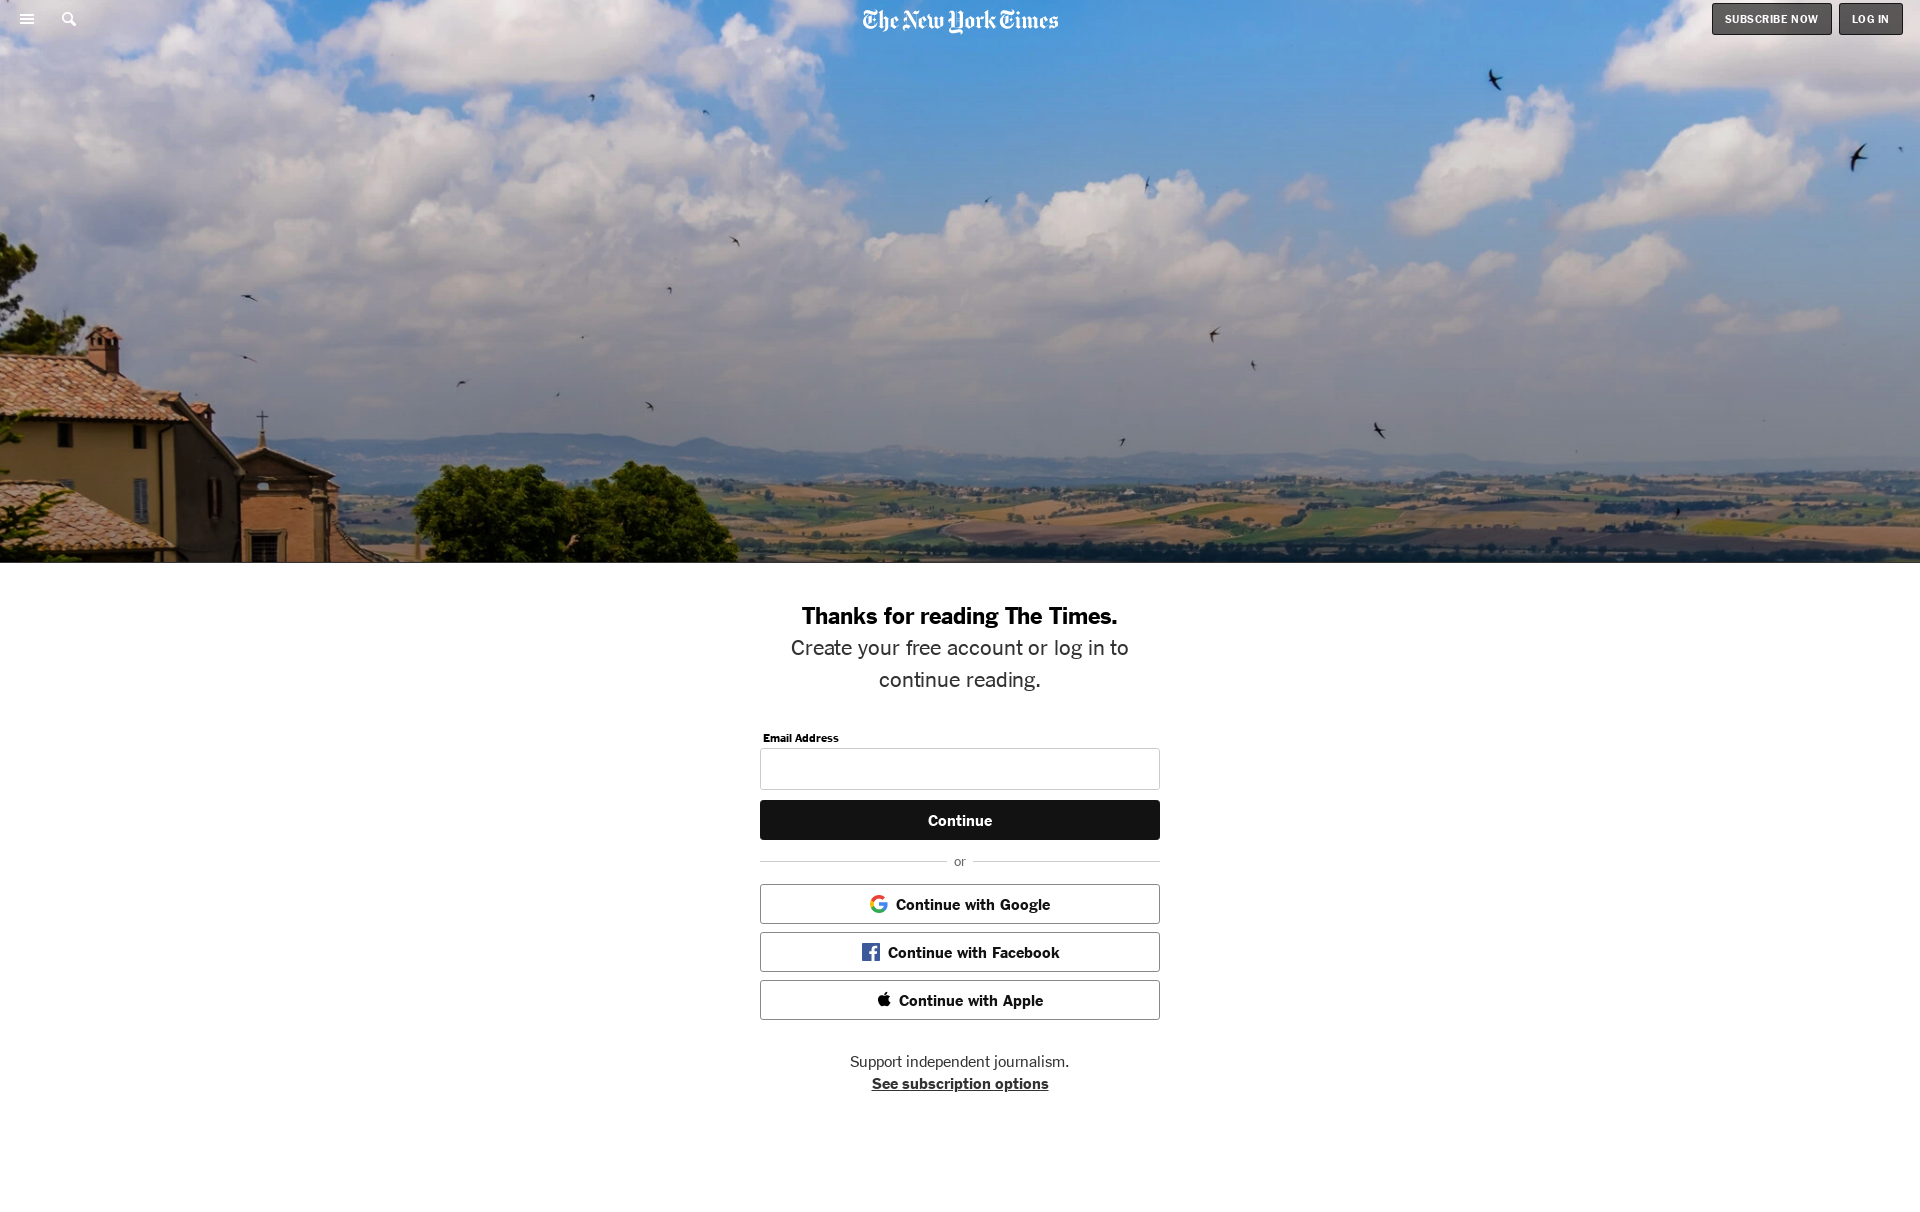 The New York Times
SUBSCRIBE NOW
LOG IN
Thanks for reading The Times.
Create your free account or log in to
continue reading.
Email Address
Continue
or
Continue with Google
Continue with Facebook
Continue with Apple
Support independent journalism.
See subscription options